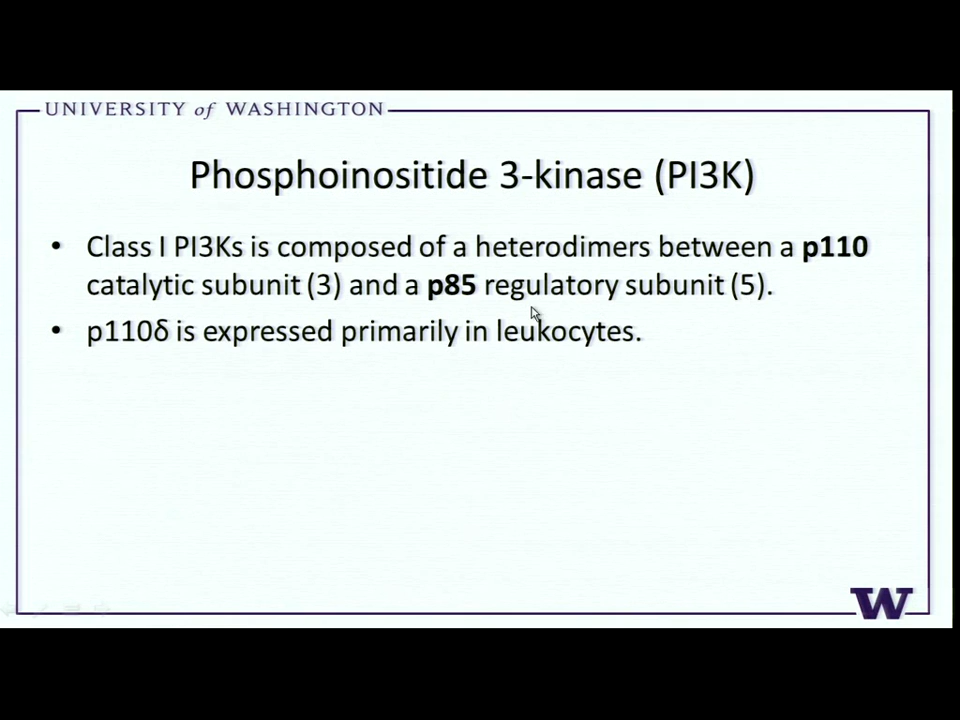 UNIVERSITY of WASHINGTON
Phosphoinositide 3-kinase (PI3K)
• Class I PI3Ks is composed of a heterodimers between a p110
catalytic subunit (3) and a p85 regulatory subunit (5).
• p110δ is expressed primarily in leukocytes.
W